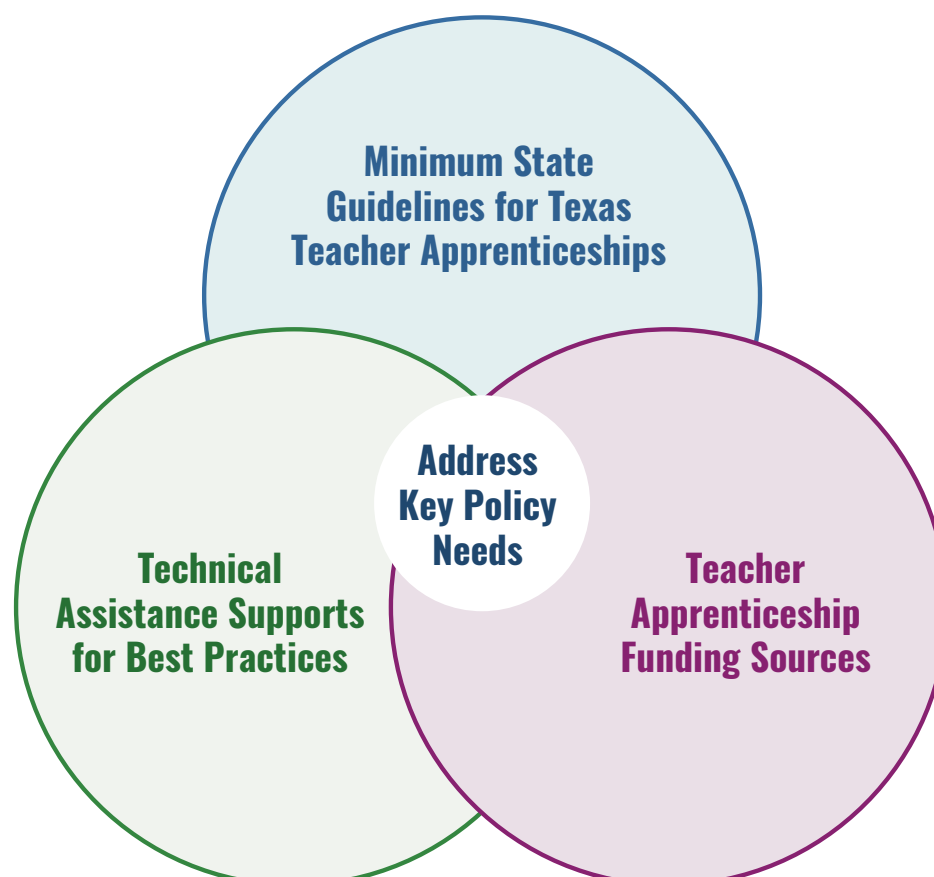 Minimum State
Guidelines for Texas
Teacher Apprenticeships
Address
Key Policy
Needs
Technical
Assistance Supports
for Best Practices
Teacher
Apprenticeship
Funding Sources